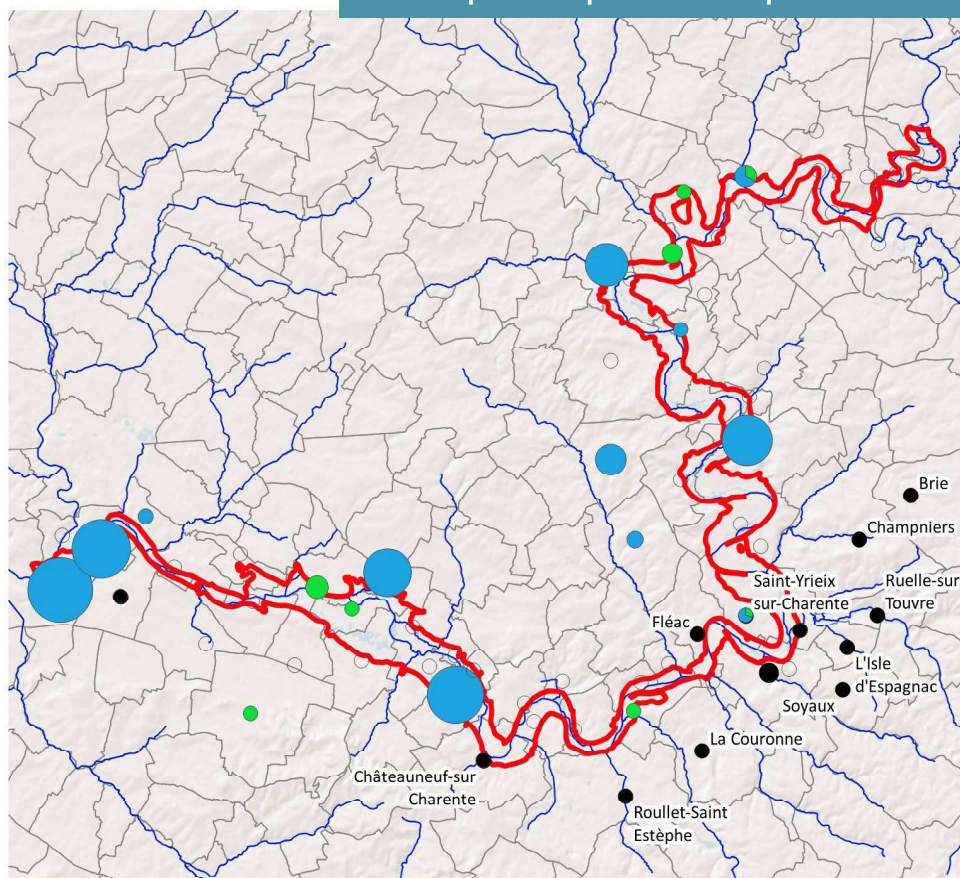 Brie
Champniers
Saint-Yrieix
sur-Charente
Ruelle-sur
Touvre
Fléac
L'Isle
d'Espagnac
Soyaux
La Couronne
Châteauneuf-sur
Charente
Roullet-Saint
Estèphe